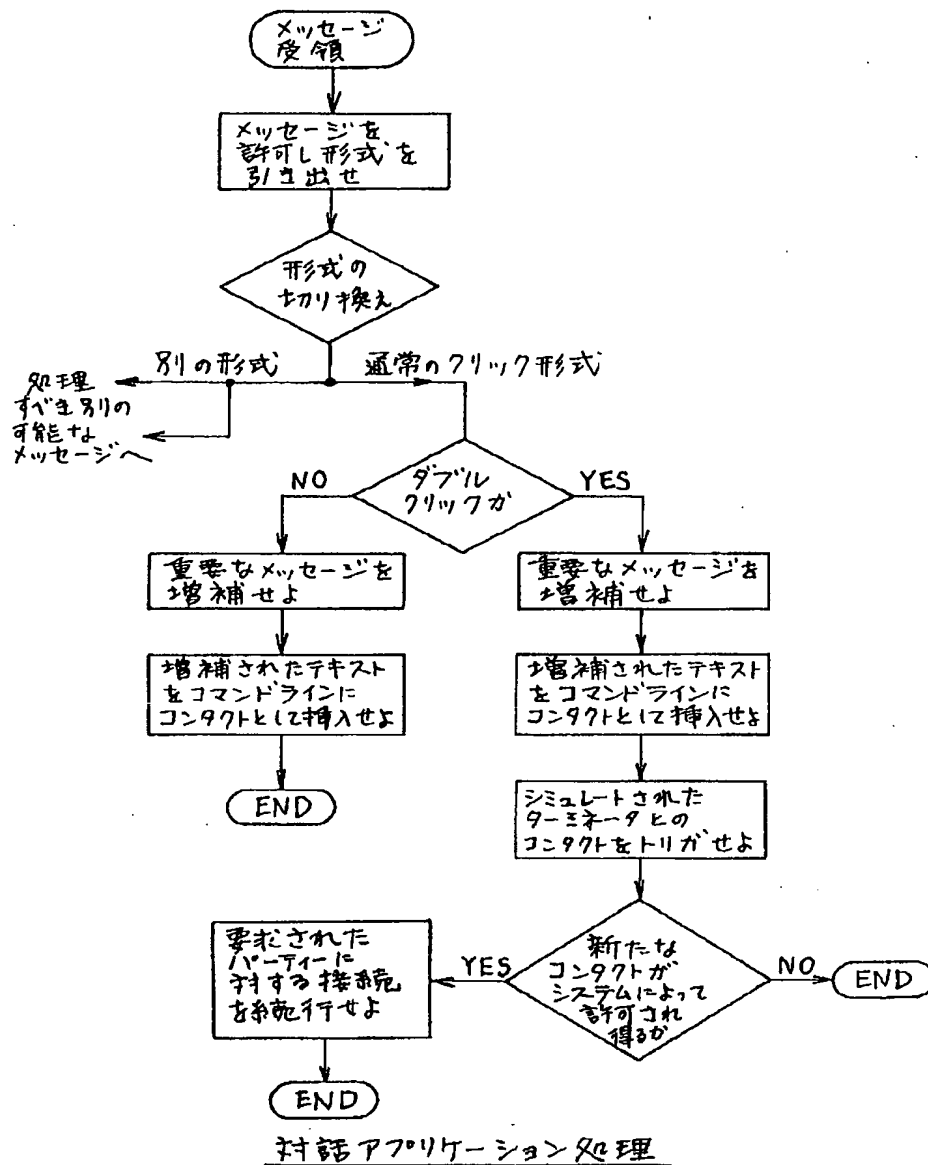 メッセージ
受領
メッセージを
許可し形式を
引き出せ
形式の
切り換え
別の形式
通常のクリック形式
処理
すべき別の
可能な
メッセージへ
NO
ダブル
クリックか
YES
重要なメッセージを
増補せよ
増補されたテキスト
をコマンドラインに
コンタクトとして挿入せよ
END
重要なメッセージを
増補せよ
増補されたテキスト
をコマンドラインに
コンタクトとして挿入せよ
シミュレートされた
ターミネータとの
コンタクトをトリガせよ
新たな
コンタクトが
システムによって
許可され
得るか
YES
NO
END
要求された
パーティーに
対する接続
を続行せよ
END
対話アプリケーション処理